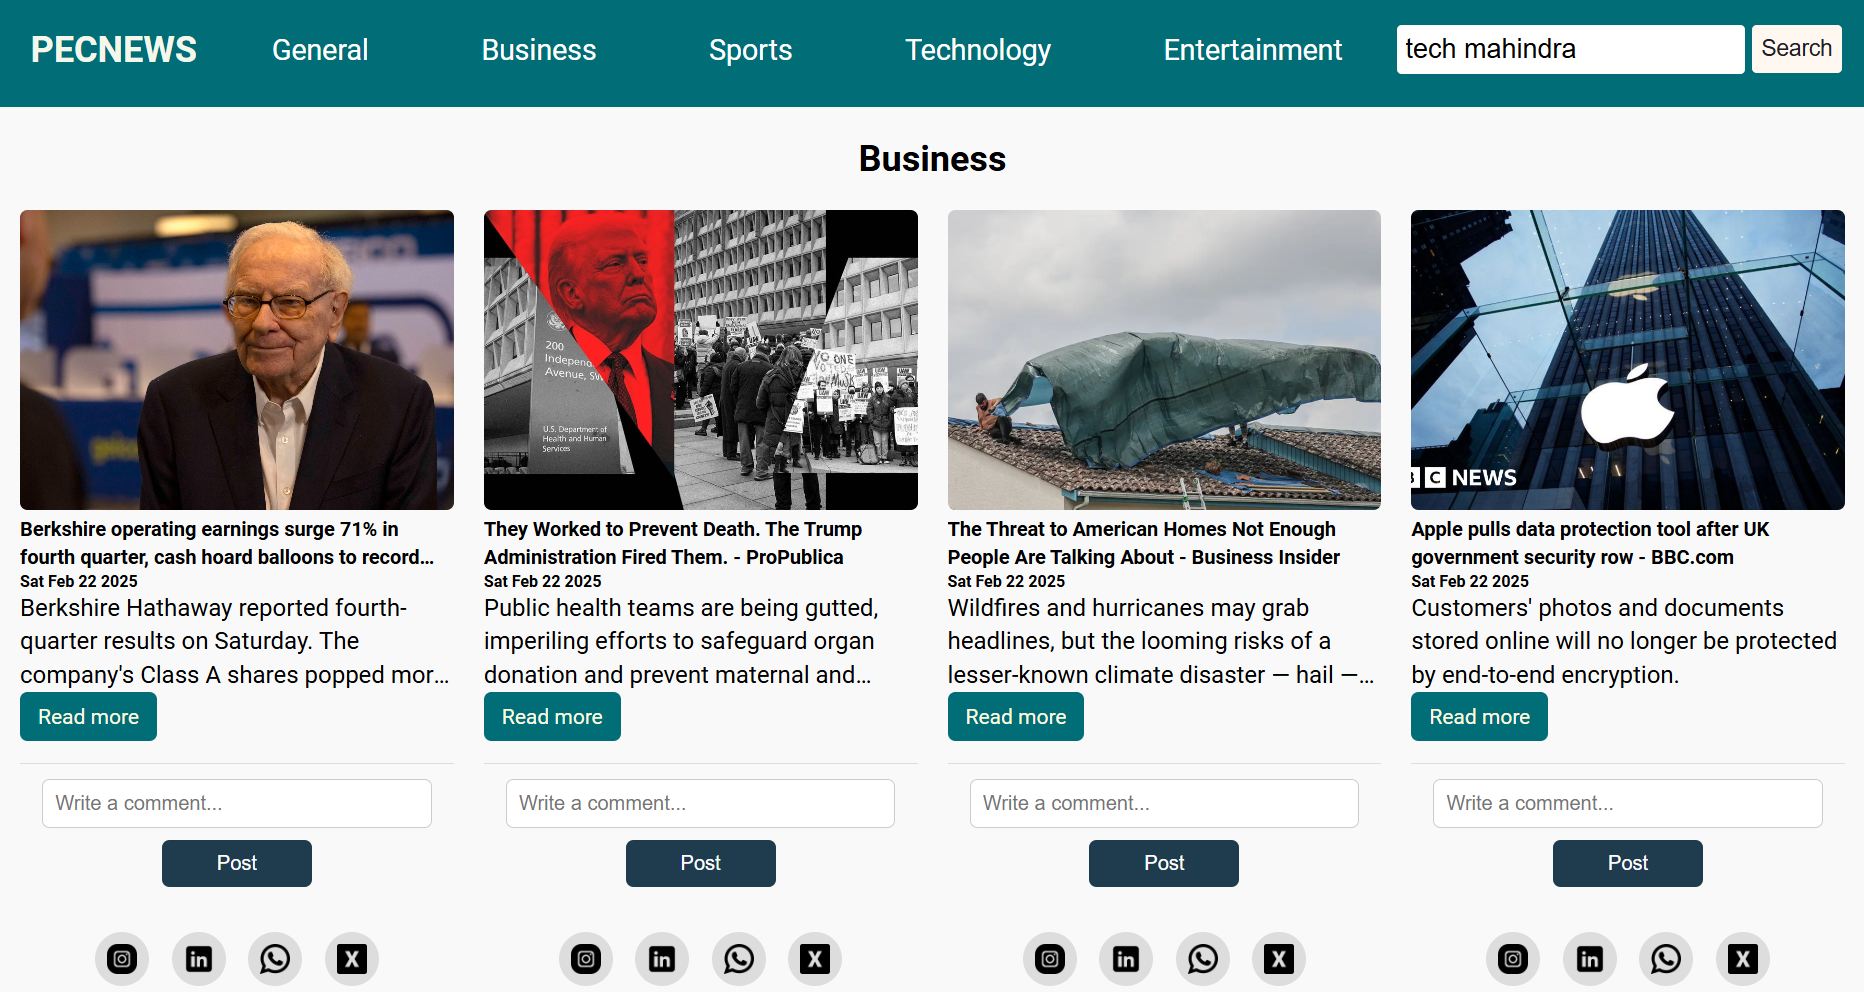 PECNEWS General Business Sports Technology Entertainment tech mahindra Search
Business
200
Independ
Avenue, SW
U.S. Department of
Health and Human
Services
C NEWS
Berkshire operating earnings surge 71% in
fourth quarter, cash hoard balloons to record...
Sat Feb 22 2025
Berkshire Hathaway reported fourth-
quarter results on Saturday. The
company's Class A shares popped mor...
Read more
Write a comment...
Post
They Worked to Prevent Death. The Trump
Administration Fired Them. - ProPublica
Sat Feb 22 2025
Public health teams are being gutted,
imperiling efforts to safeguard organ
donation and prevent maternal and...
Read more
Write a comment...
Post
The Threat to American Homes Not Enough
People Are Talking About - Business Insider
Sat Feb 22 2025
Wildfires and hurricanes may grab
headlines, but the looming risks of a
lesser-known climate disaster — hail —...
Read more
Write a comment...
Post
Apple pulls data protection tool after UK
government security row - BBC.com
Sat Feb 22 2025
Customers' photos and documents
stored online will no longer be protected
by end-to-end encryption.
Read more
Write a comment...
Post